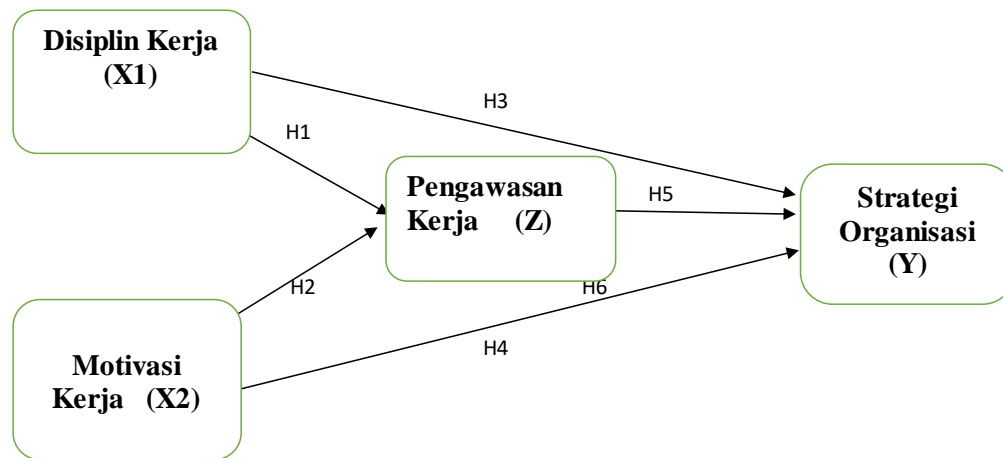 Disiplin Kerja
(X1)
H3
H1
Pengawasan
Kerja (Z)
H5
Strategi
Organisasi
(Y)
H2
H6
H4
Motivasi
Kerja (X2)